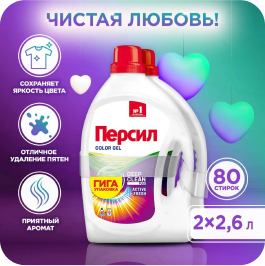 ЧИСТАЯ ЛЮБОВЬ!
СОХРАНЯЕТ
ЯРКОСТЬ ЦВЕТА
ОТЛИЧНОЕ
УДАЛЕНИЕ ПЯТЕН
ПРИЯТНЫЙ
АРОМАТ
№1
Персил
COLOR GEL
ГИГА
УПАКОВКА
DEEP
CLEAN
ACTIVE
FRESH
80
СТИРОК
2×2,6 л